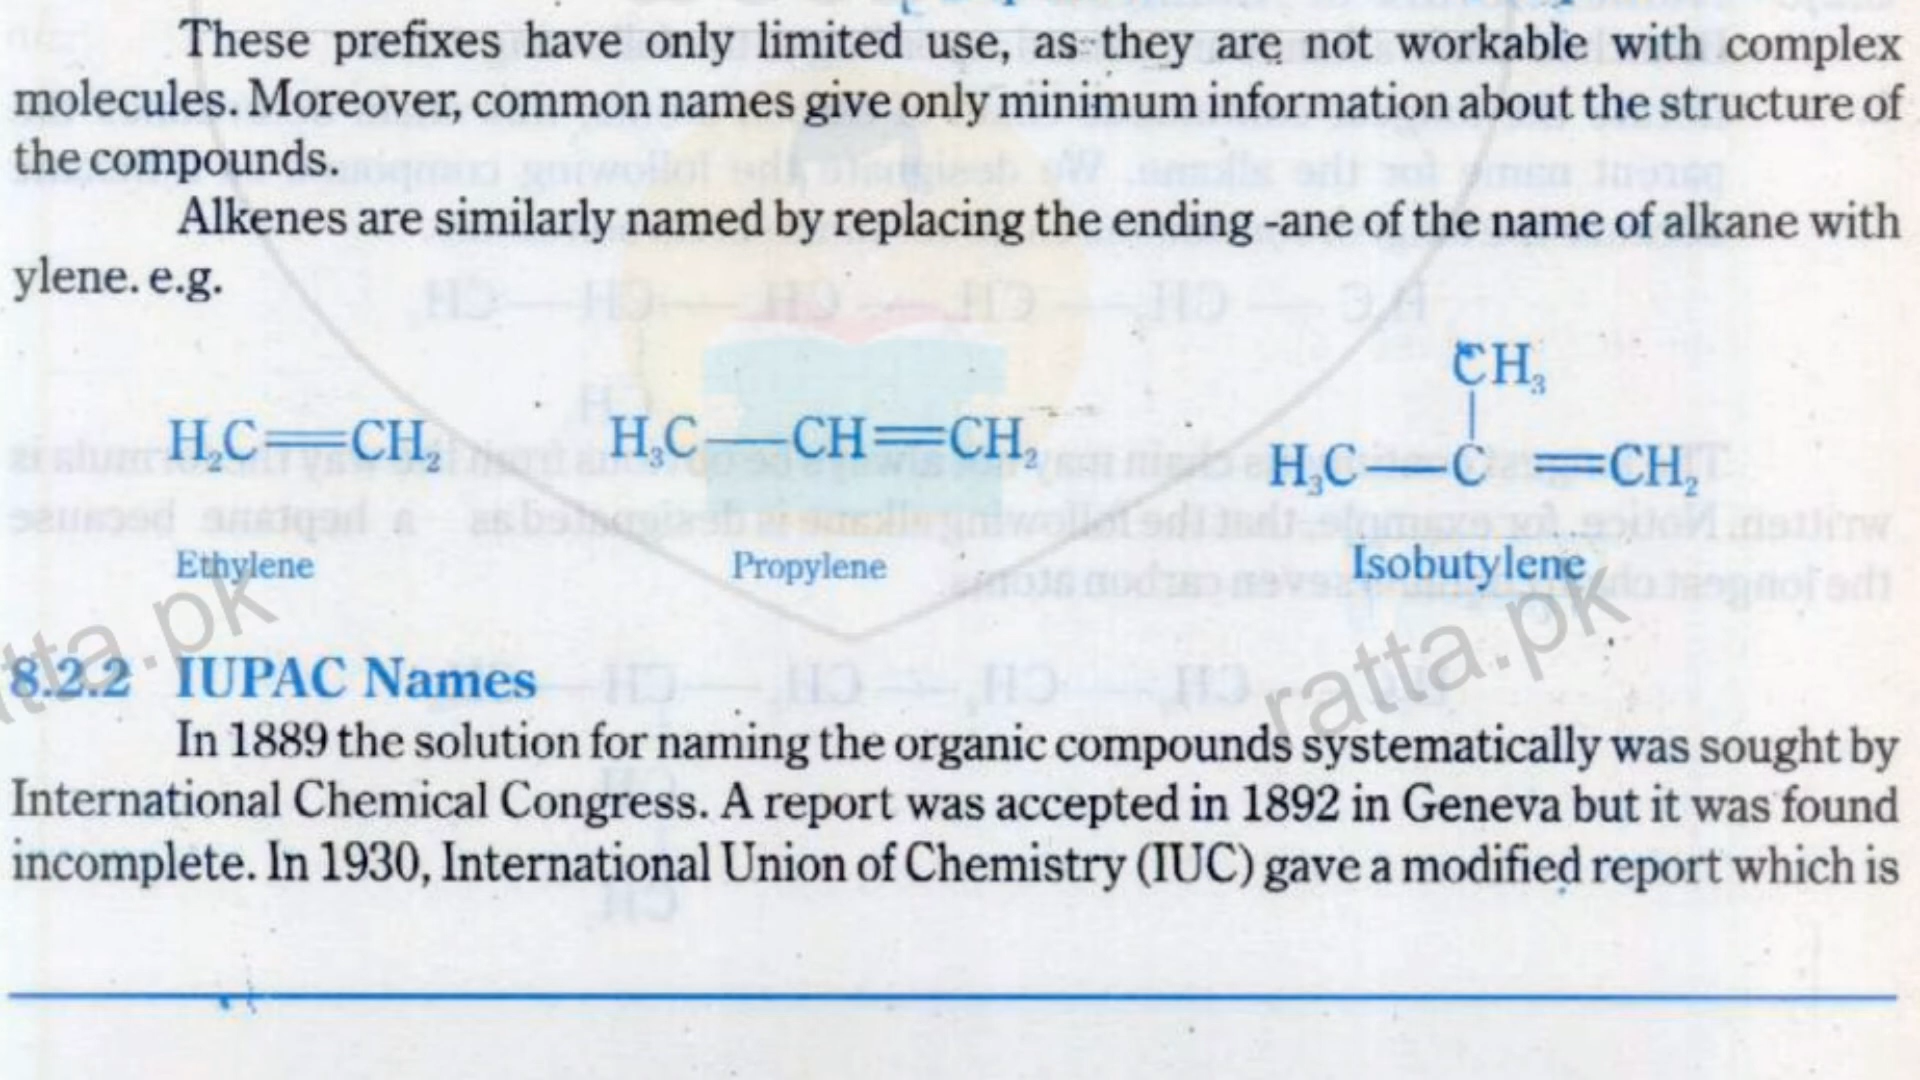 These prefixes have only limited use, as they are not workable with complex
molecules. Moreover, common names give only minimum information about the structure of
the compounds.
Alkenes are similarly named by replacing the ending -ane of the name of alkane with
ylene. e.g.
CH₃
H₂C=CH₂ H₃C—CH=CH₂ H₃C—C=CH₂
Ethylene Propylene Isobutylene
8.2.2 IUPAC Names
In 1889 the solution for naming the organic compounds systematically was sought by
International Chemical Congress. A report was accepted in 1892 in Geneva but it was found
incomplete. In 1930, International Union of Chemistry (IUC) gave a modified report which is
ratta.pk